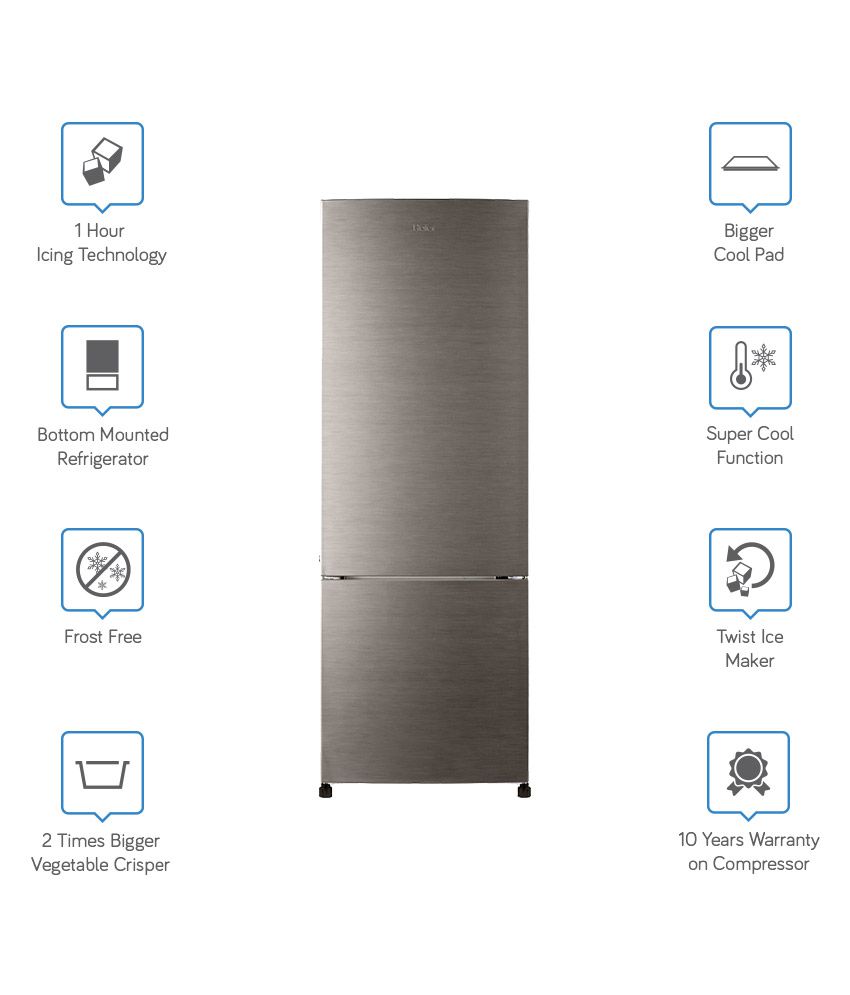 1 Hour
Icing Technology
Bottom Mounted
Refrigerator
Frost Free
2 Times Bigger
Vegetable Crisper
Haier
Bigger
Cool Pad
Super Cool
Function
Twist Ice
Maker
10 Years Warranty
on Compressor